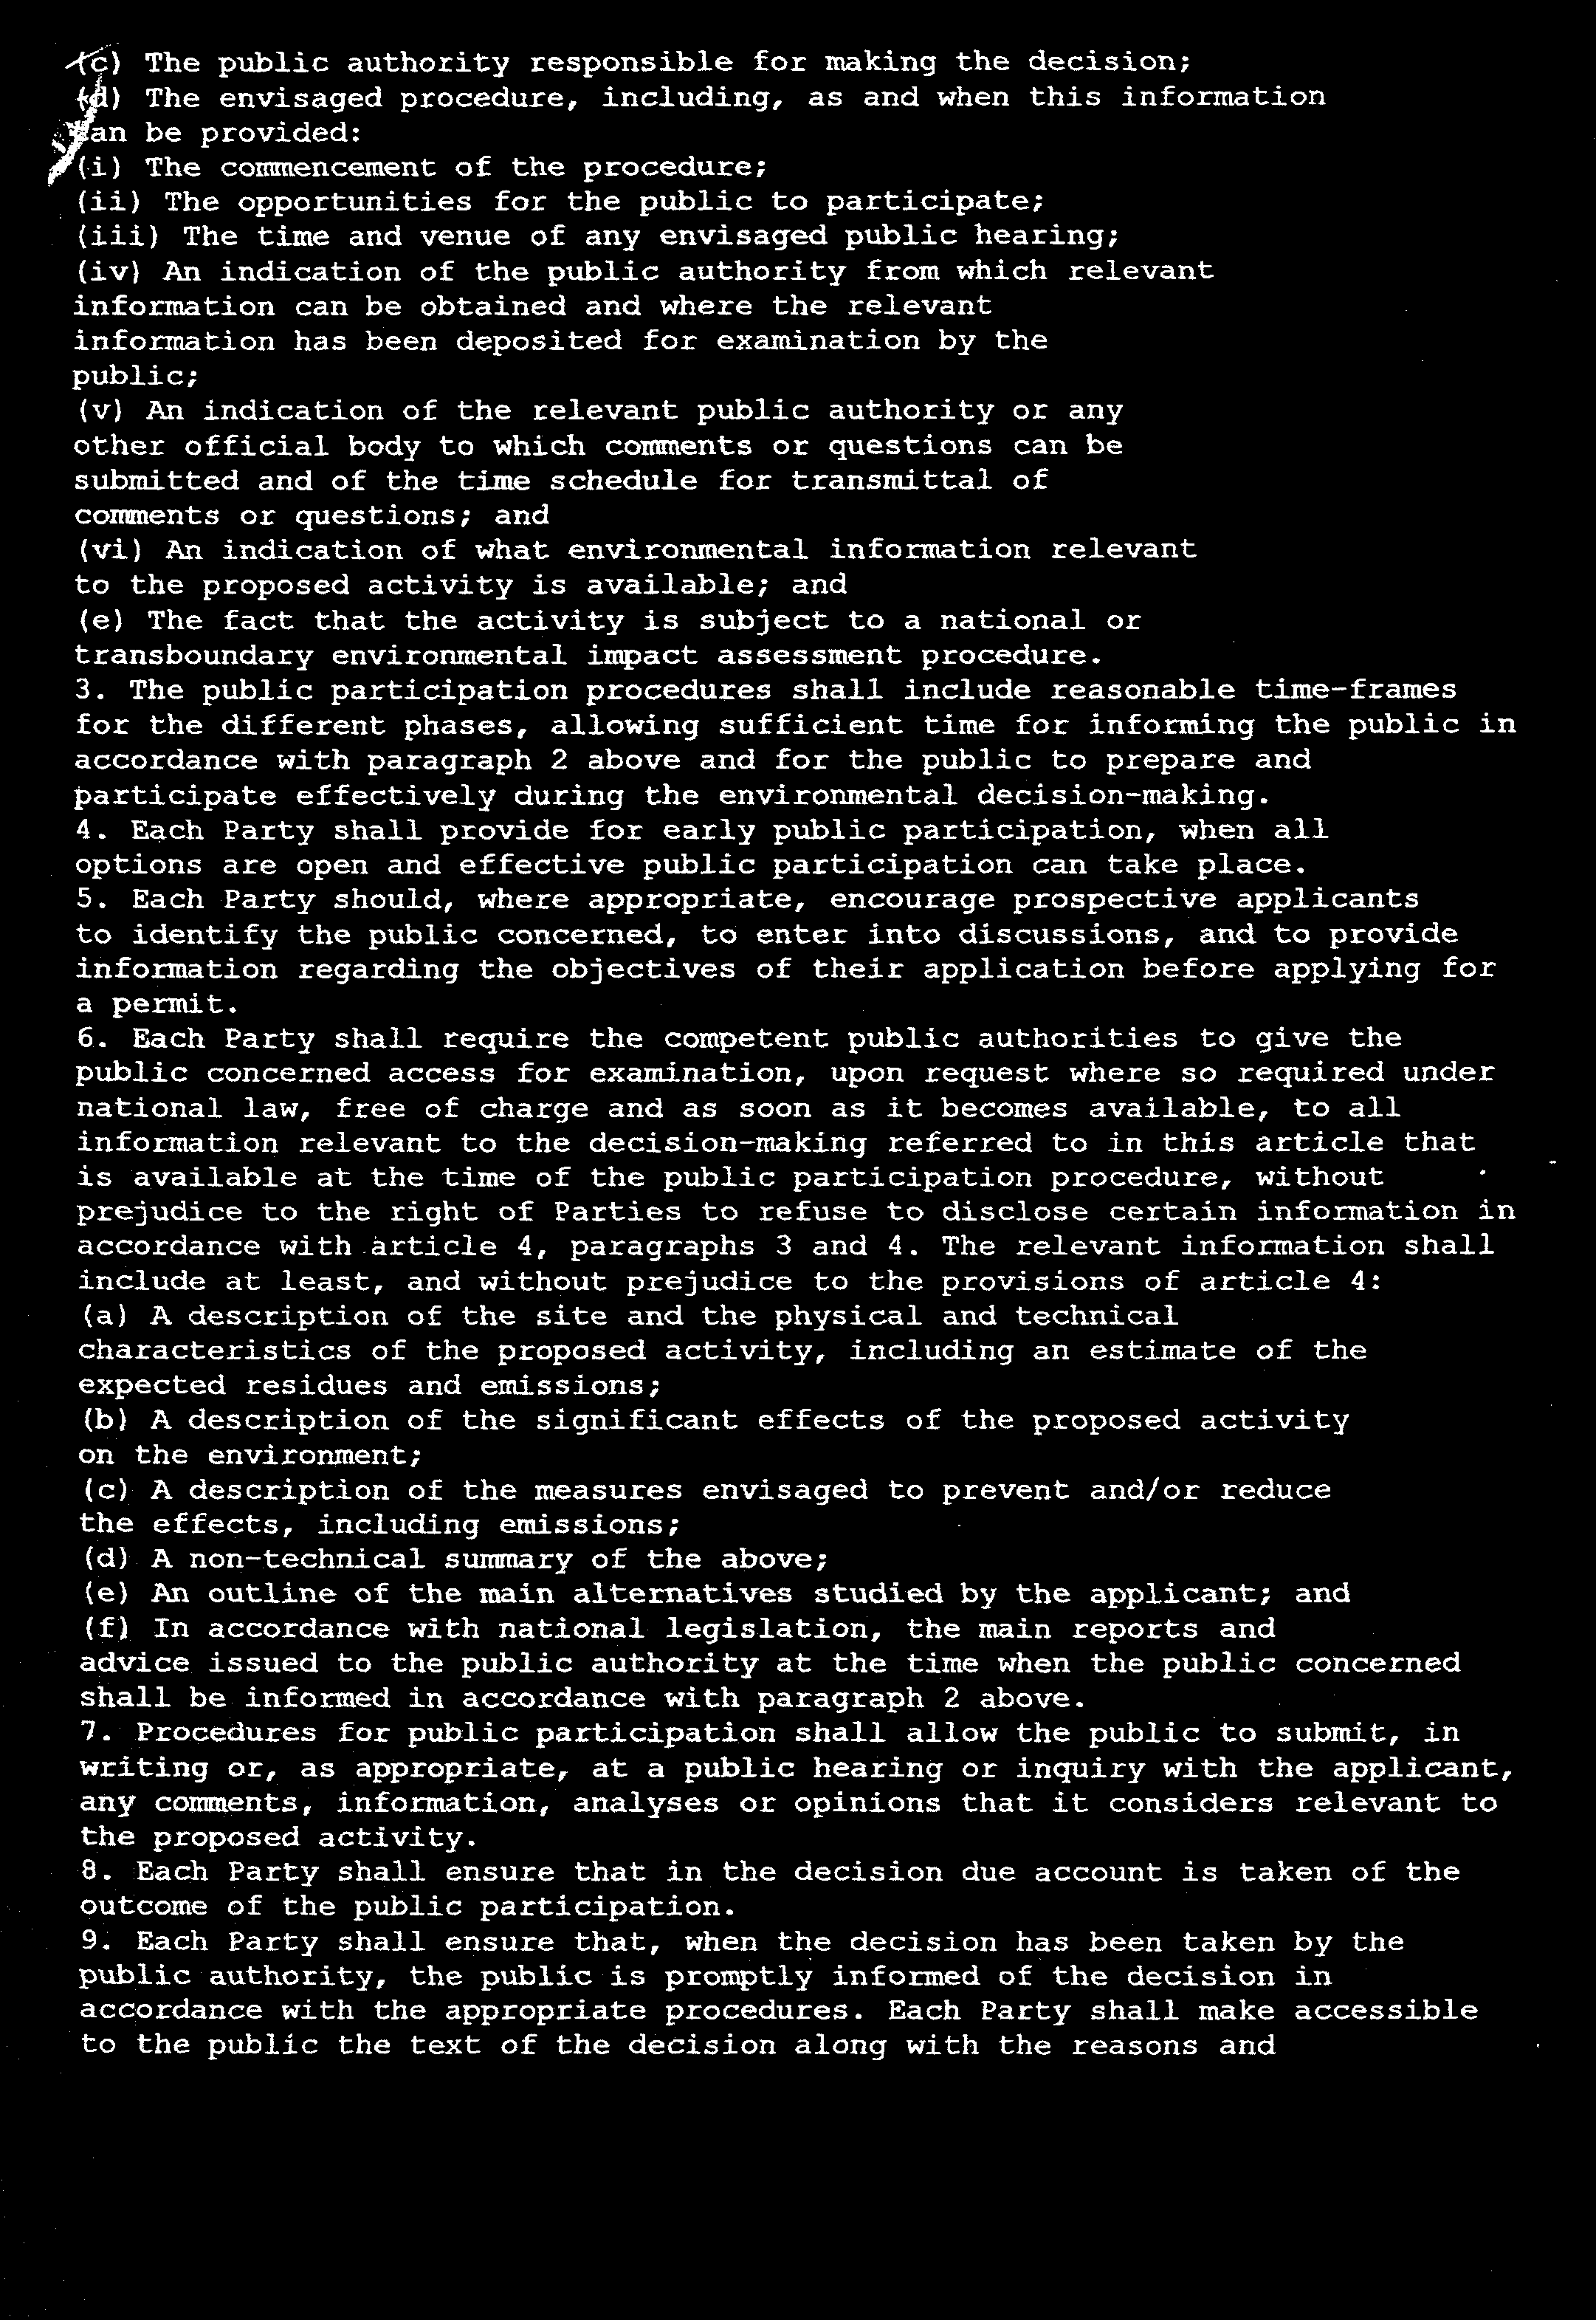 (c) The public authority responsible for making the decision;
(d) The envisaged procedure, including, as and when this information
can be provided:
(i) The commencement of the procedure;
(ii) The opportunities for the public to participate;
(iii) The time and venue of any envisaged public hearing;
(iv) An indication of the public authority from which relevant
information can be obtained and where the relevant
information has been deposited for examination by the
public;
(v) An indication of the relevant public authority or any
other official body to which comments or questions can be
submitted and of the time schedule for transmittal of
comments or questions; and
(vi) An indication of what environmental information relevant
to the proposed activity is available; and
(e) The fact that the activity is subject to a national or
transboundary environmental impact assessment procedure.
3. The public participation procedures shall include reasonable time-frames
for the different phases, allowing sufficient time for informing the public in
accordance with paragraph 2 above and for the public to prepare and
participate effectively during the environmental decision-making.
4. Each Party shall provide for early public participation, when all
options are open and effective public participation can take place.
5. Each Party should, where appropriate, encourage prospective applicants
to identify the public concerned, to enter into discussions, and to provide
information regarding the objectives of their application before applying for
a permit.
6. Each Party shall require the competent public authorities to give the
public concerned access for examination, upon request where so required under
national law, free of charge and as soon as it becomes available, to all
information relevant to the decision-making referred to in this article that
is available at the time of the public participation procedure, without
prejudice to the right of Parties to refuse to disclose certain information in
accordance with article 4, paragraphs 3 and 4. The relevant information shall
include at least, and without prejudice to the provisions of article 4:
(a) A description of the site and the physical and technical
characteristics of the proposed activity, including an estimate of the
expected residues and emissions;
(b) A description of the significant effects of the proposed activity
on the environment;
(c) A description of the measures envisaged to prevent and/or reduce
the effects, including emissions;
(d) A non-technical summary of the above;
(e) An outline of the main alternatives studied by the applicant; and
(f) In accordance with national legislation, the main reports and
advice issued to the public authority at the time when the public concerned
shall be informed in accordance with paragraph 2 above.
7. Procedures for public participation shall allow the public to submit, in
writing or, as appropriate, at a public hearing or inquiry with the applicant,
any comments, information, analyses or opinions that it considers relevant to
the proposed activity.
8. Each Party shall ensure that in the decision due account is taken of the
outcome of the public participation.
9. Each Party shall ensure that, when the decision has been taken by the
public authority, the public is promptly informed of the decision in
accordance with the appropriate procedures. Each Party shall make accessible
to the public the text of the decision along with the reasons and